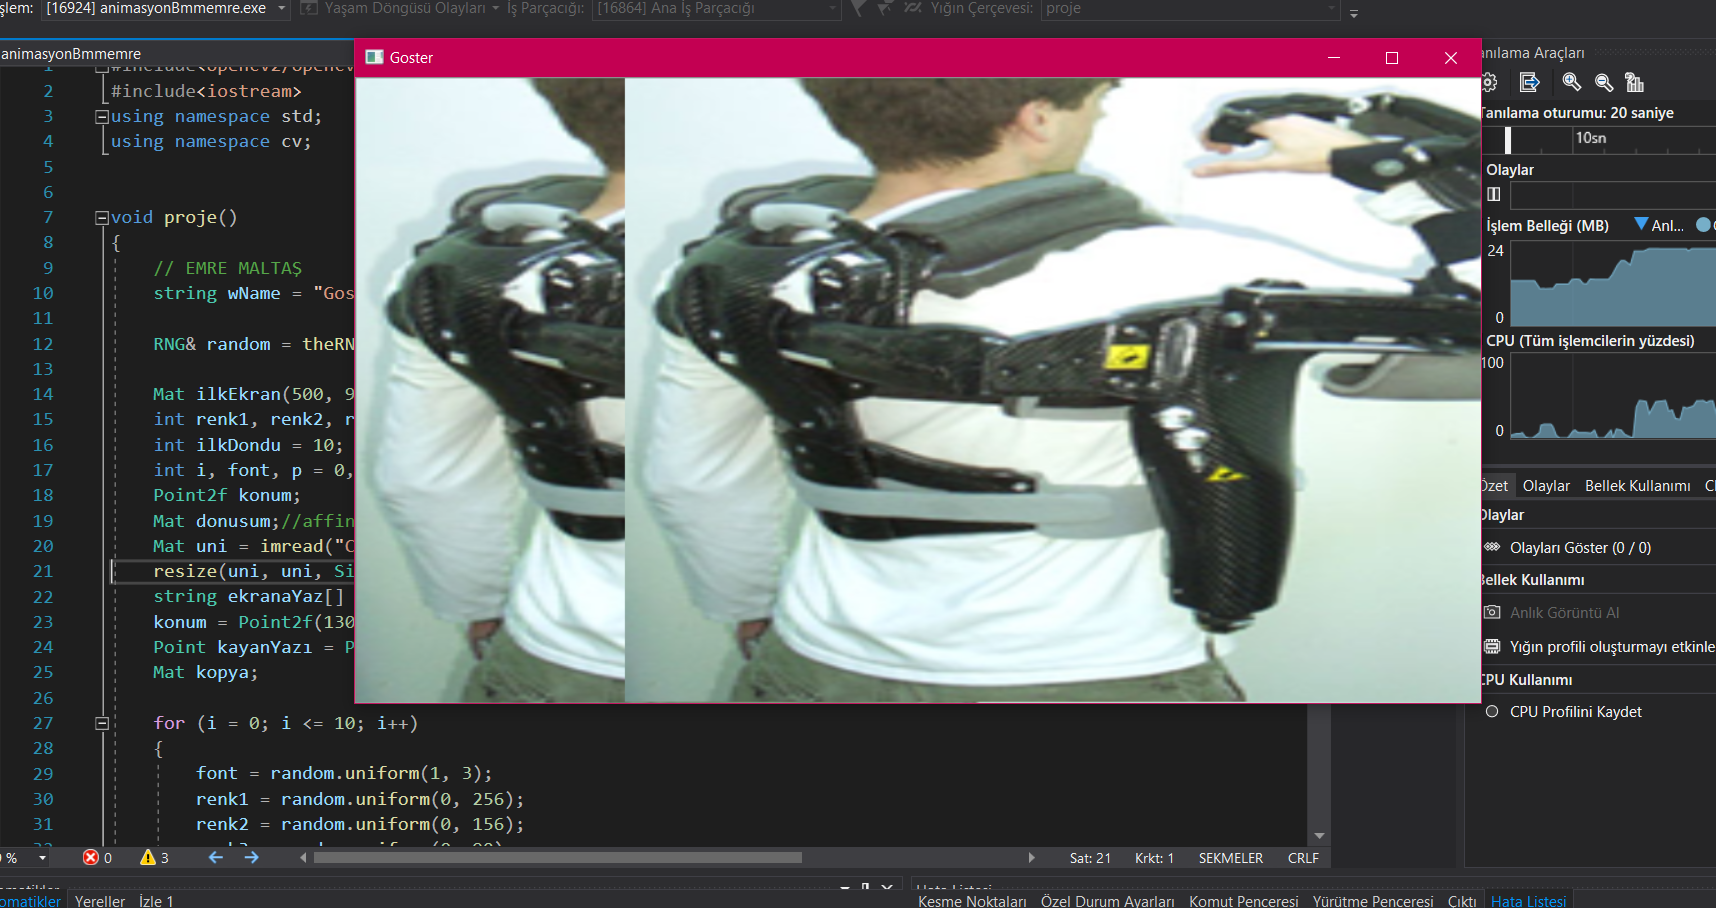 şlem: [16924] animasyonBmmemre.exe Yaşam Döngüsü Olayları İş Parçacığı: [16864] Ana İş Parçacığı Yığın Çerçevesi: proje
animasyonBmmemre
Goster
1 #include<opencv2/opencv
2 #include<iostream>
3 using namespace std;
4 using namespace cv;
5
6
7 void proje()
8 {
9 // EMRE MALTAŞ
10 string wName = "Gos
11
12 RNG& random = theRN
13
14 Mat ilkEkran(500, 9
15 int renk1, renk2, r
16 int ilkDondu = 10;
17 int i, font, p = 0,
18 Point2f konum;
19 Mat donusum;//affin
20 Mat uni = imread("C
21 resize(uni, uni, Si
22 string ekranaYaz[]
23 konum = Point2f(130
24 Point kayanYazı = P
25 Mat kopya;
26
27 for (i = 0; i <= 10; i++)
28 {
29 font = random.uniform(1, 3);
30 renk1 = random.uniform(0, 256);
31 renk2 = random.uniform(0, 156);
anılama Araçları
Tanılama oturumu: 20 saniye
10sn
Olaylar
İşlem Belleği (MB) Anl...
24
0
CPU (Tüm işlemcilerin yüzdesi)
100
0
Özet Olaylar Bellek Kullanımı
Olaylar
Olayları Göster (0 / 0)
Bellek Kullanımı
Anlık Görüntü Al
Yığın profili oluşturmayı etkinle
CPU Kullanımı
CPU Profilini Kaydet
% 0 3 Sat: 21 Krkt: 1 SEKMELER CRLF
omatikler Yereller İzle 1
Hata Listesi
Kesme Noktaları Özel Durum Ayarları Komut Penceresi Yürütme Penceresi Çıktı Hata Listesi